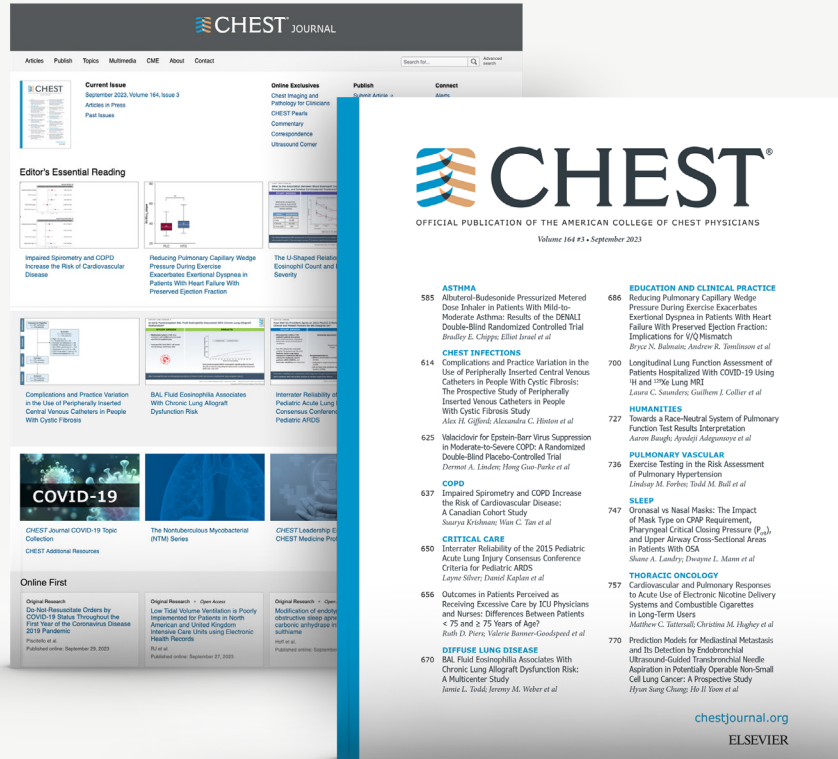 CHEST® JOURNAL
Articles Publish Topics Multimedia CME About Contact
Search for...
Advanced
search
CHEST
Current Issue
September 2023, Volume 164, Issue 3
Articles in Press
Past Issues
Online Exclusives
Chest Imaging and
Pathology for Clinicians
CHEST Pearls
Commentary
Correspondence
Ultrasound Corner
Publish
Submit Article >
Connect
Alerts
Editor's Essential Reading
Impaired Spirometry and COPD
Increase the Risk of Cardiovascular
Disease
Reducing Pulmonary Capillary Wedge
Pressure During Exercise
Exacerbates Exertional Dyspnea in
Patients With Heart Failure With
Preserved Ejection Fraction
The U-Shaped
Eosinophil Count and
Severity
Complications and Practice Variation
in the Use of Peripherally Inserted
Central Venous Catheters in People
With Cystic Fibrosis
BAL Fluid Eosinophilia Associates
With Chronic Lung Allograft
Dysfunction Risk
Interrater Reliability of
Pediatric Acute Lung
Consensus
Pediatric ARDS
COVID-19
CHEST Journal COVID-19 Topic
Collection
CHEST Additional Resources
The Nontuberculous Mycobacterial
(NTM) Series
CHEST Leadership
CHEST Medicine
Online First
Original Research
Do-Not-Resuscitate Orders by
COVID-19 Status Throughout the
First Year of the Coronavirus Disease
2019 Pandemic
Piscitello et al.
Published online: September 29, 2023
Original Research • Open Access
Low Tidal Volume Ventilation is Poorly
Implemented for Patients in North
American and United Kingdom
Intensive Care Units using Electronic
Health Records
RJ et al.
Published online: September 27, 2023
Original Research •
Modification of
obstructive sleep
carbonic anhydrase
sulthiame
Hoff et al.
Published online:
CHEST®
OFFICIAL PUBLICATION OF THE AMERICAN COLLEGE OF CHEST PHYSICIANS
Volume 164 #3 • September 2023
ASTHMA
585 Albuterol-Budesonide Pressurized Metered
Dose Inhaler in Patients With Mild-to-
Moderate Asthma: Results of the DENALI
Double-Blind Randomized Controlled Trial
Bradley E. Chipps; Elliot Israel et al
CHEST INFECTIONS
614 Complications and Practice Variation in the
Use of Peripherally Inserted Central Venous
Catheters in People With Cystic Fibrosis:
The Prospective Study of Peripherally
Inserted Venous Catheters in People
With Cystic Fibrosis Study
Alex H. Gifford; Alexandra C. Hinton et al
625 Valaciclovir for Epstein-Barr Virus Suppression
in Moderate-to-Severe COPD: A Randomized
Double-Blind Placebo-Controlled Trial
Dermot A. Linden; Hong Guo-Parke et al
COPD
637 Impaired Spirometry and COPD Increase
the Risk of Cardiovascular Disease:
A Canadian Cohort Study
Suurya Krishnan; Wan C. Tan et al
CRITICAL CARE
650 Interrater Reliability of the 2015 Pediatric
Acute Lung Injury Consensus Conference
Criteria for Pediatric ARDS
Layne Silver; Daniel Kaplan et al
656 Outcomes in Patients Perceived as
Receiving Excessive Care by ICU Physicians
and Nurses: Differences Between Patients
< 75 and ≥ 75 Years of Age?
Ruth D. Piers; Valerie Banner-Goodspeed et al
DIFFUSE LUNG DISEASE
670 BAL Fluid Eosinophilia Associates With
Chronic Lung Allograft Dysfunction Risk:
A Multicenter Study
Jamie L. Todd; Jeremy M. Weber et al
EDUCATION AND CLINICAL PRACTICE
686 Reducing Pulmonary Capillary Wedge
Pressure During Exercise Exacerbates
Exertional Dyspnea in Patients With Heart
Failure With Preserved Ejection Fraction:
Implications for V/Q Mismatch
Bryce N. Balmain; Andrew R. Tomlinson et al
700 Longitudinal Lung Function Assessment of
Patients Hospitalized With COVID-19 Using
¹H and ¹²⁹Xe Lung MRI
Laura C. Saunders; Guilhem J. Collier et al
HUMANITIES
727 Towards a Race-Neutral System of Pulmonary
Function Test Results Interpretation
Aaron Baugh; Ayodeji Adegunsoye et al
PULMONARY VASCULAR
736 Exercise Testing in the Risk Assessment
of Pulmonary Hypertension
Lindsay M. Forbes; Todd M. Bull et al
SLEEP
747 Oronasal vs Nasal Masks: The Impact
of Mask Type on CPAP Requirement,
Pharyngeal Critical Closing Pressure (Pcrit),
and Upper Airway Cross-Sectional Areas
in Patients With OSA
Shane A. Landry; Dwayne L. Mann et al
THORACIC ONCOLOGY
757 Cardiovascular and Pulmonary Responses
to Acute Use of Electronic Nicotine Delivery
Systems and Combustible Cigarettes
in Long-Term Users
Matthew C. Tattersall; Christina M. Hughey et al
770 Prediction Models for Mediastinal Metastasis
and Its Detection by Endobronchial
Ultrasound-Guided Transbronchial Needle
Aspiration in Potentially Operable Non-Small
Cell Lung Cancer: A Prospective Study
Hyun Sung Chung; Ho Il Yoon et al
chestjournal.org
ELSEVIER